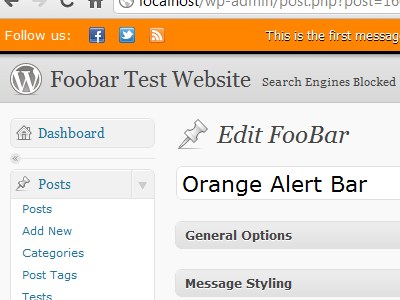 localhost/wp-admin/post.php?post=16
Follow us:
This is the first message
Foobar Test Website
Search Engines Blocked
Dashboard
Edit FooBar
Posts
Orange Alert Bar
Posts
Add New
General Options
Categories
Post Tags
Message Styling
Tests